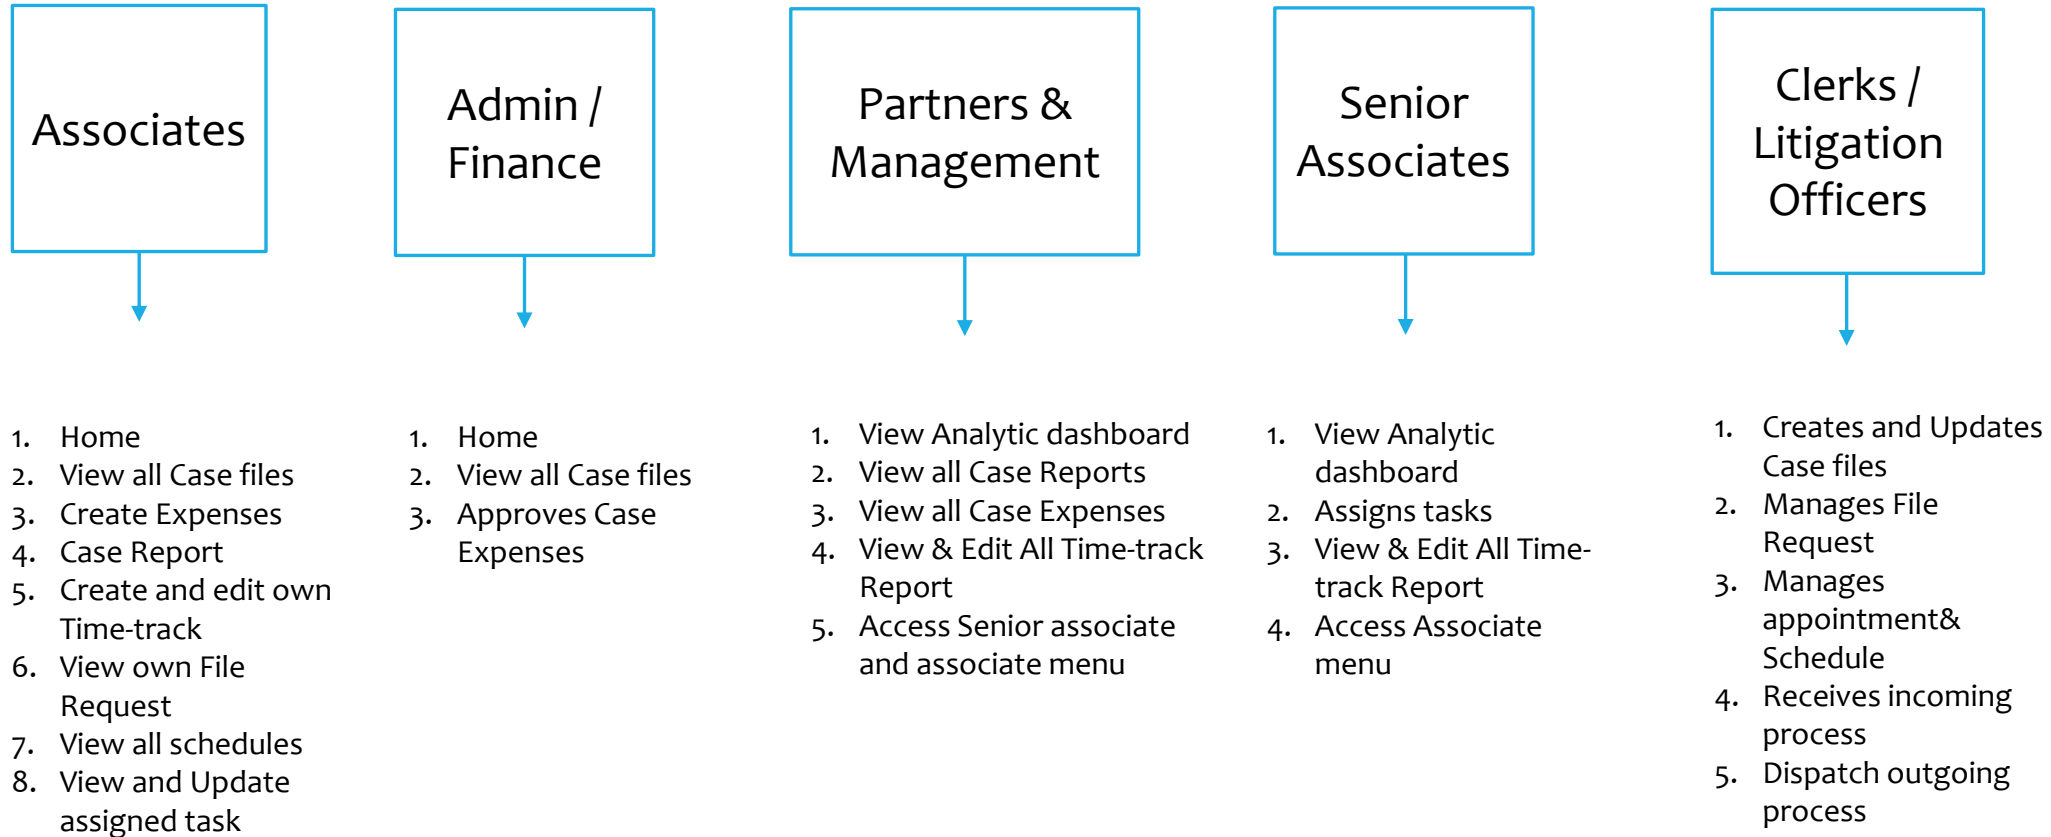 Associates
Admin /
Finance
Partners &
Management
Senior
Associates
Clerks /
Litigation
Officers
1. Home
2. View all Case files
3. Create Expenses
4. Case Report
5. Create and edit own
Time-track
6. View own File
Request
7. View all schedules
8. View and Update
assigned task
1. Home
2. View all Case files
3. Approves Case
Expenses
1. View Analytic dashboard
2. View all Case Reports
3. View all Case Expenses
4. View & Edit All Time-track
Report
5. Access Senior associate
and associate menu
1. View Analytic
dashboard
2. Assigns tasks
3. View & Edit All Time-
track Report
4. Access Associate
menu
1. Creates and Updates
Case files
2. Manages File
Request
3. Manages
appointment&
Schedule
4. Receives incoming
process
5. Dispatch outgoing
process